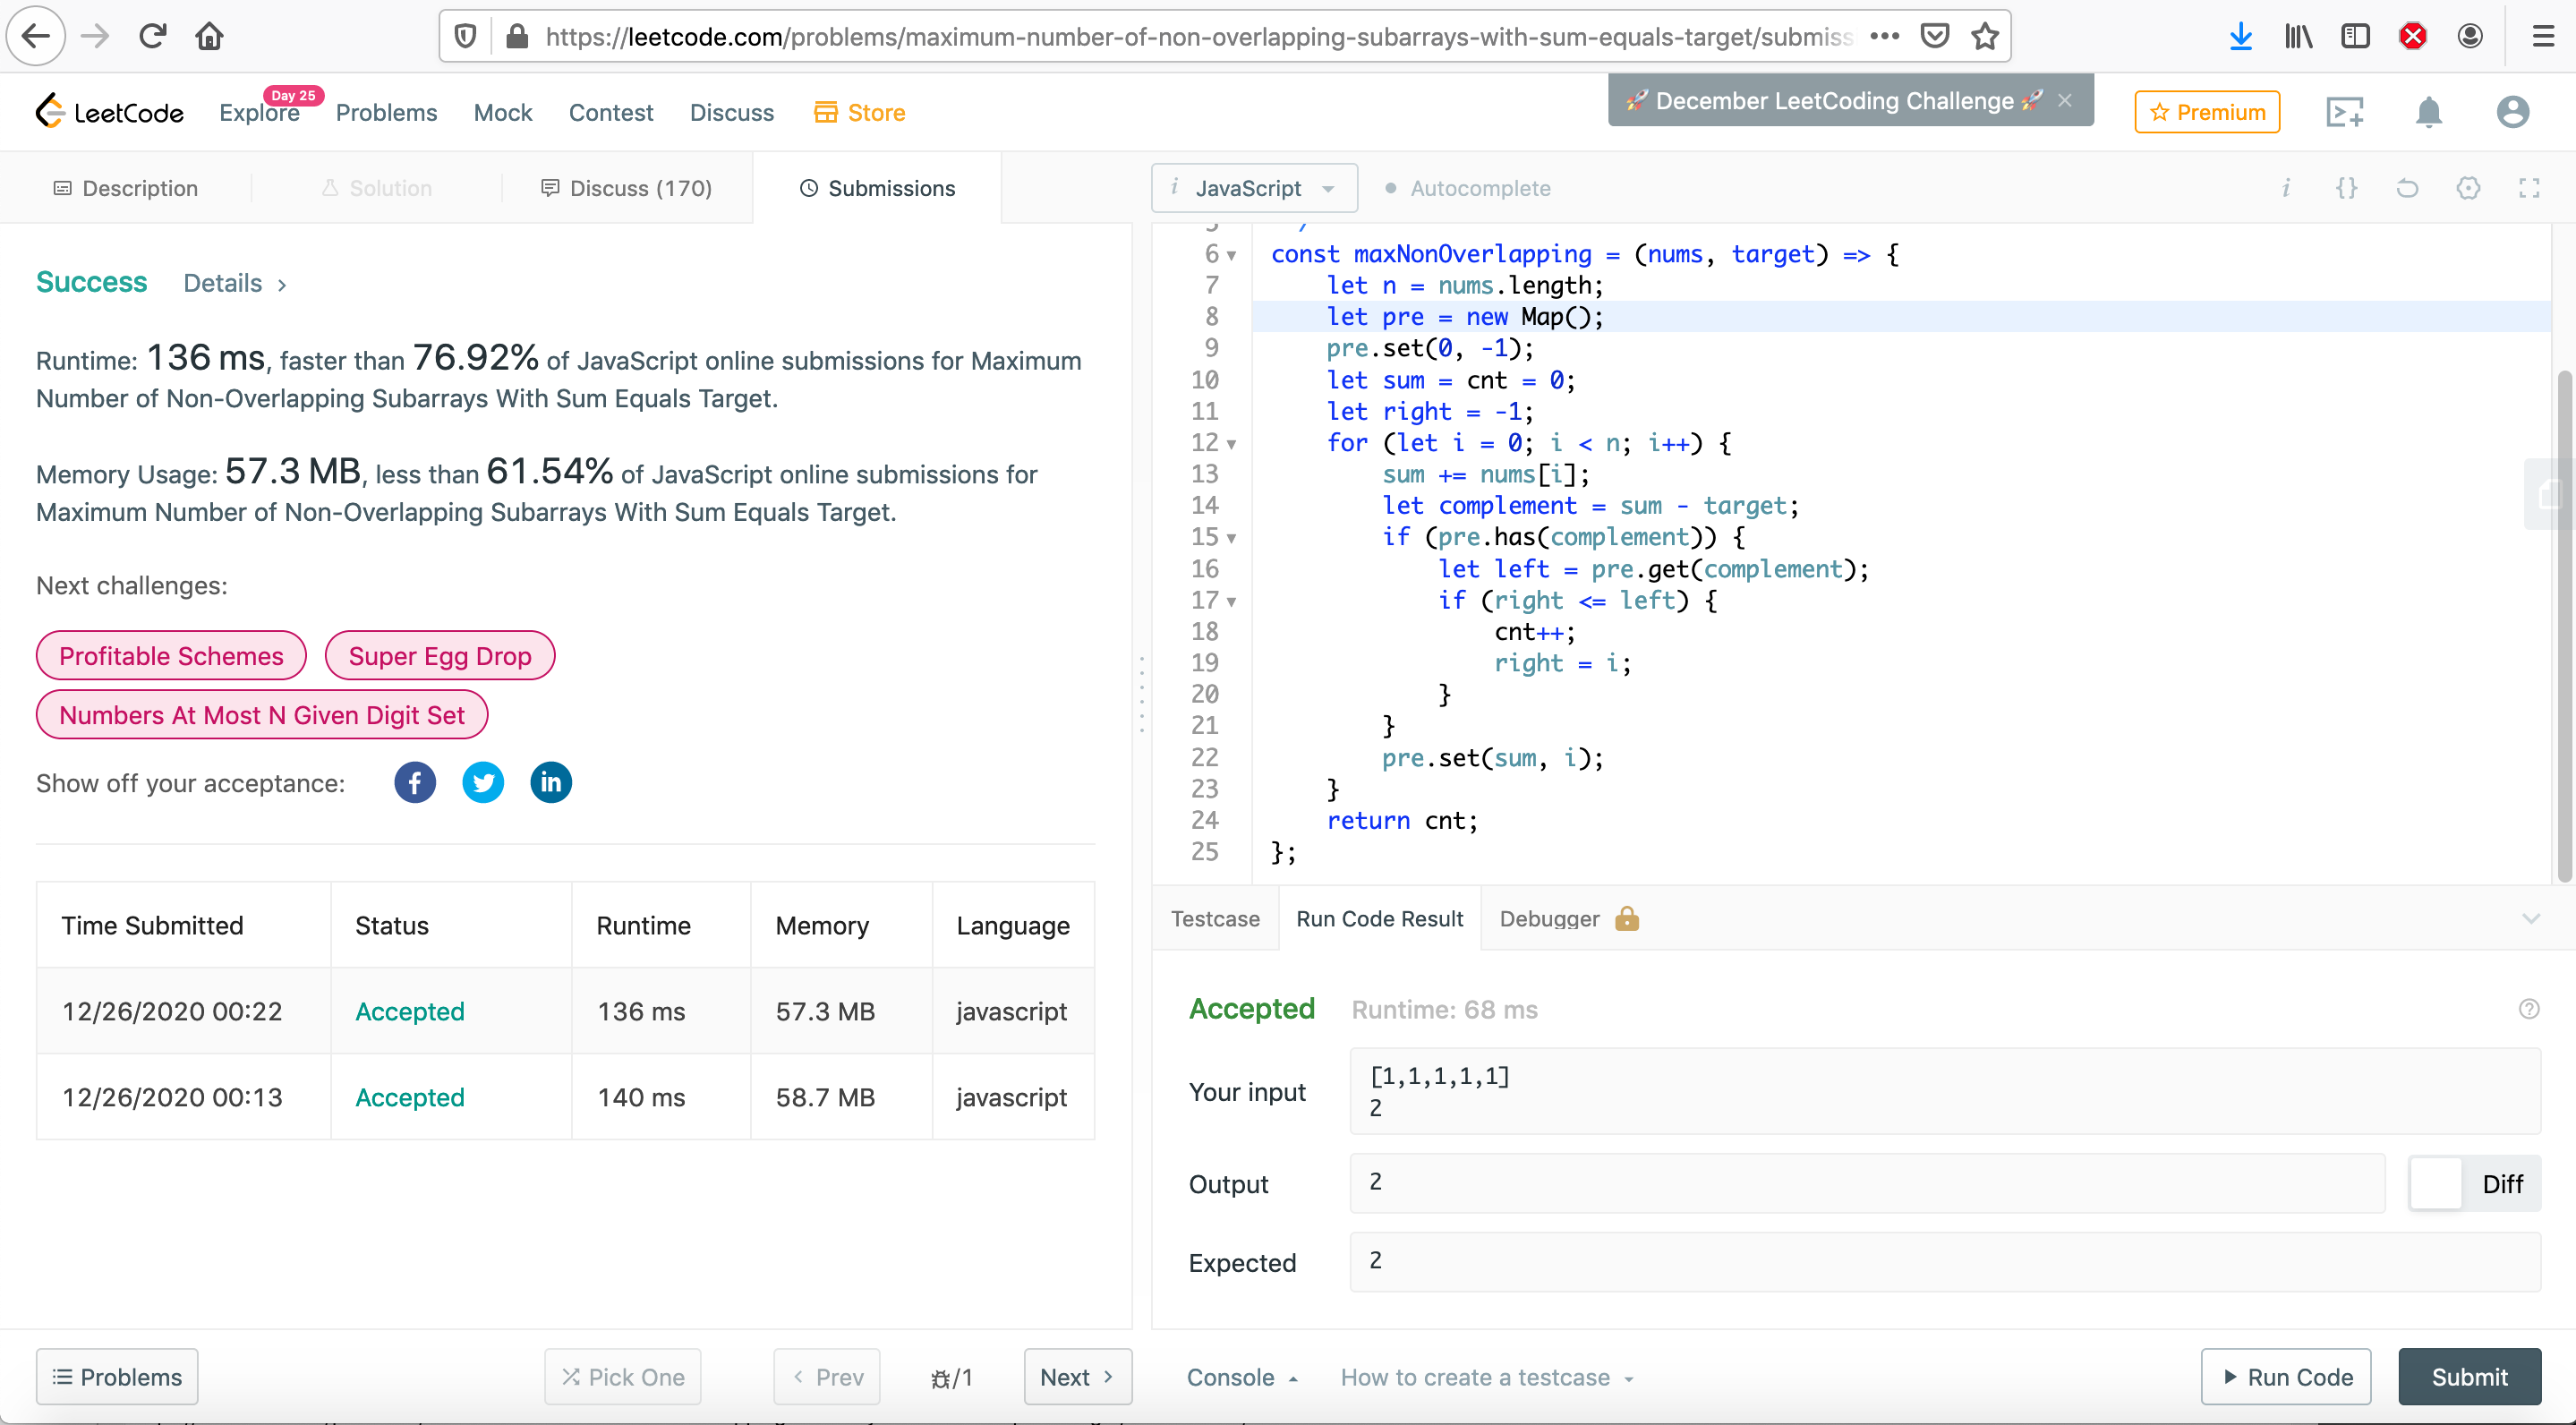 https://leetcode.com/problems/maximum-number-of-non-overlapping-subarrays-with-sum-equals-target/submiss
LeetCode
Explore
Day 25
Problems
Mock
Contest
Discuss
Store
🚀 December LeetCoding Challenge 🚀 ×
Premium
Description
Solution
Discuss (170)
Submissions
i JavaScript
Autocomplete
i {}
Success
Details >
Runtime: 136 ms, faster than 76.92% of JavaScript online submissions for Maximum
Number of Non-Overlapping Subarrays With Sum Equals Target.
Memory Usage: 57.3 MB, less than 61.54% of JavaScript online submissions for
Maximum Number of Non-Overlapping Subarrays With Sum Equals Target.
Next challenges:
Profitable Schemes
Super Egg Drop
Numbers At Most N Given Digit Set
Show off your acceptance:
Time Submitted Status Runtime Memory Language
12/26/2020 00:22 Accepted 136 ms 57.3 MB javascript
12/26/2020 00:13 Accepted 140 ms 58.7 MB javascript
6 const maxNonOverlapping = (nums, target) => {
7 let n = nums.length;
8 let pre = new Map();
9 pre.set(0, -1);
10 let sum = cnt = 0;
11 let right = -1;
12 for (let i = 0; i < n; i++) {
13 sum += nums[i];
14 let complement = sum - target;
15 if (pre.has(complement)) {
16 let left = pre.get(complement);
17 if (right <= left) {
18 cnt++;
19 right = i;
20 }
21 }
22 pre.set(sum, i);
23 }
24 return cnt;
25 };
Testcase
Run Code Result
Debugger
Accepted
Runtime: 68 ms
Your input
[1,1,1,1,1]
2
Output
2
Diff
Expected
2
Problems
Pick One
< Prev
/1
Next >
Console
How to create a testcase
Run Code
Submit